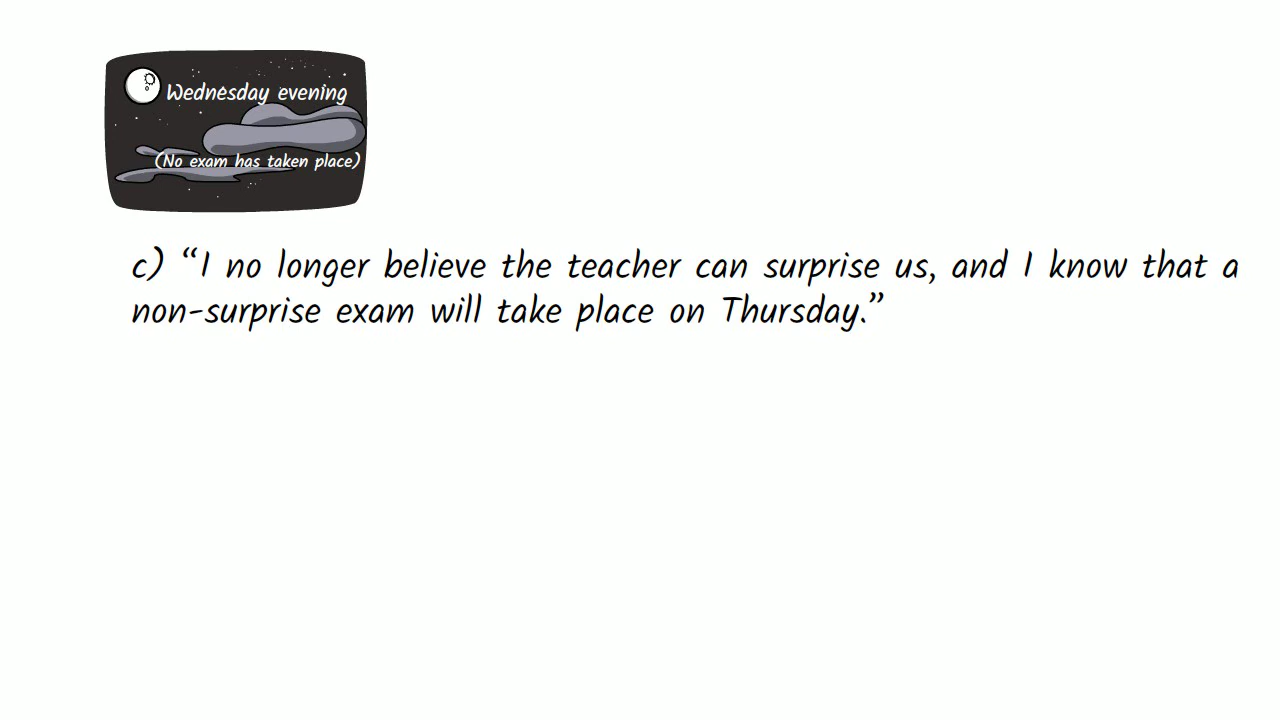 Wednesday evening
(No exam has taken place)
c) “I no longer believe the teacher can surprise us, and I know that a
non-surprise exam will take place on Thursday.”